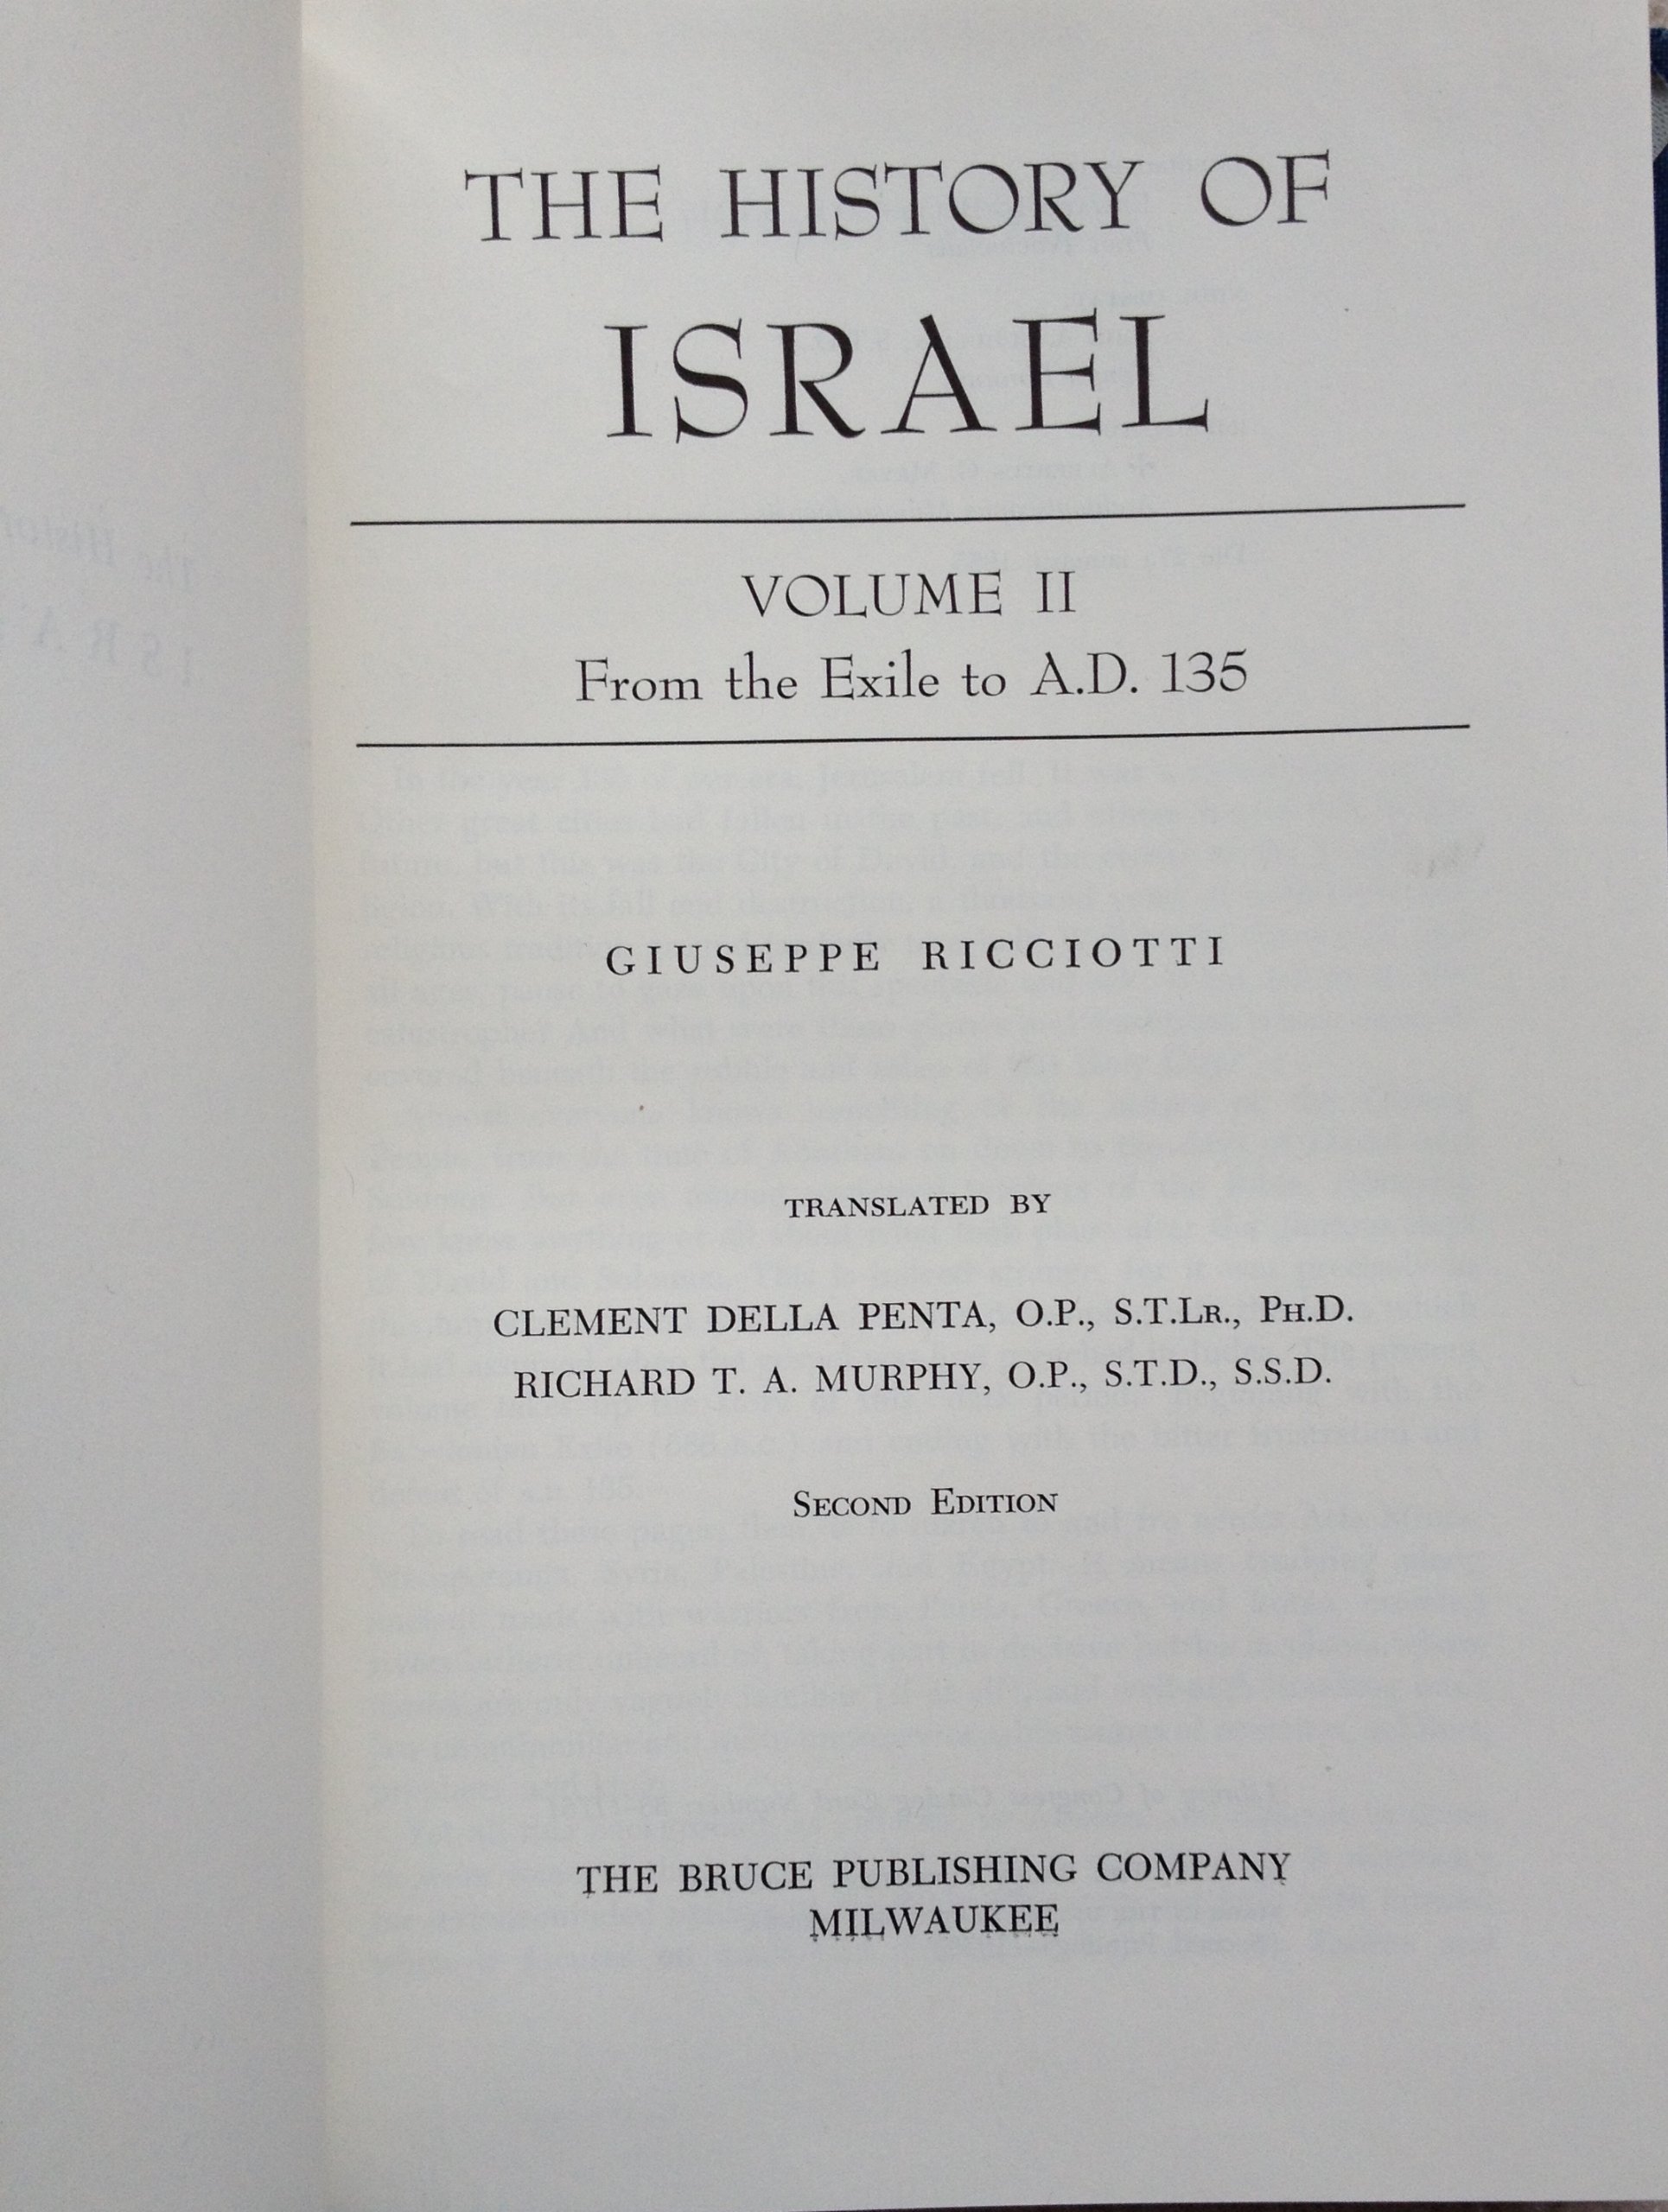 THE HISTORY OF
ISRAEL
VOLUME II
From the Exile to A.D. 135
GIUSEPPE RICCIOTTI
TRANSLATED BY
CLEMENT DELLA PENTA, O.P., S.T.LR., PH.D.
RICHARD T. A. MURPHY, O.P., S.T.D., S.S.D.
SECOND EDITION
THE BRUCE PUBLISHING COMPANY
MILWAUKEE